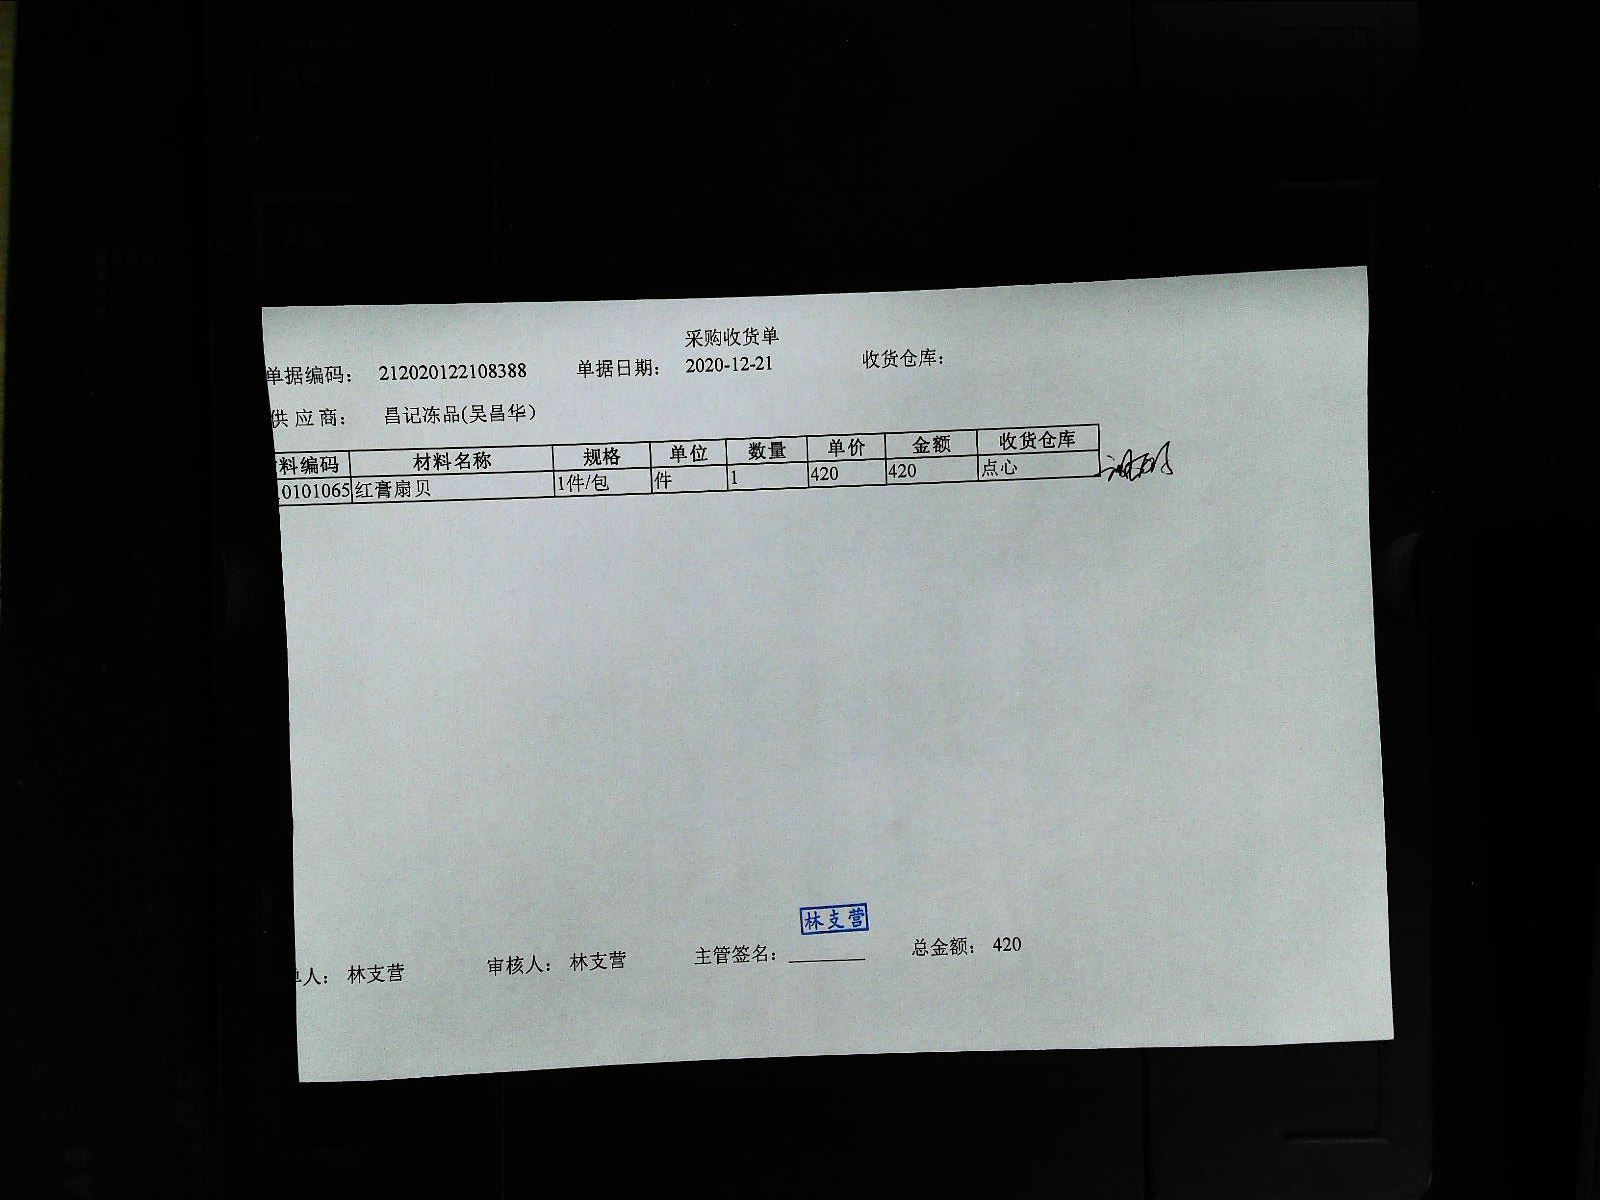 采购收货单
单据编码： 212020122108388 单据日期： 2020-12-21 收货仓库：
供 应 商： 昌记冻品(吴昌华）
料编码 材料名称 规格 单位 数量 单价 金额 收货仓库
0101065 红膏扇贝 1件/包 件 1 420 420 点心
林支营
人： 林支营 审核人： 林支营 主管签名： 总金额： 420